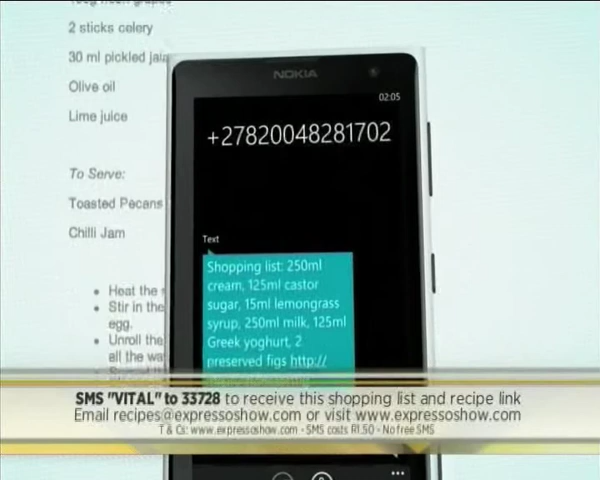 2 sticks celery
30 ml pickled
Olive oil
Lime juice
To Serve:
Toasted Pecans
Chilli Jam
• Heat the
• Stir in the
egg.
• Unroll the
all the
NOKIA
02:05
+27820048281702
Text
Shopping list: 250ml
cream, 125ml castor
sugar, 15ml lemongrass
syrup, 250ml milk, 125ml
Greek yoghurt, 2
preserved figs http://
SMS "VITAL" to 33728 to receive this shopping list and recipe link
Email recipes@expressoshow.com or visit www.expressoshow.com
T & Cs: www.expressoshow.com - SMS costs R1.50 - No free SMS